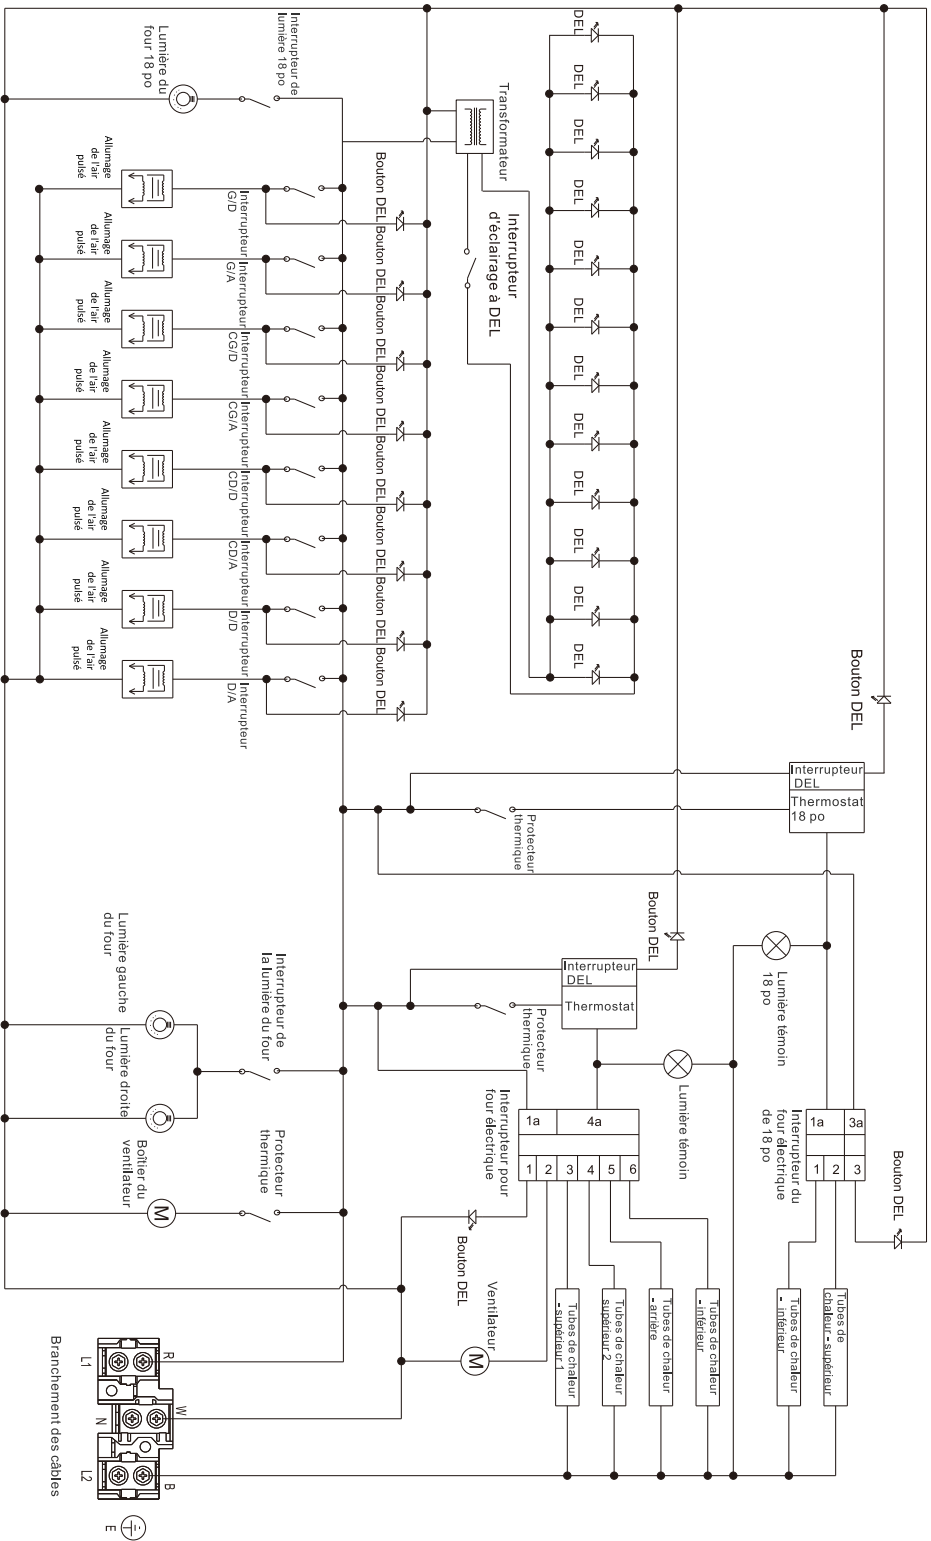 DEL
DEL
DEL
DEL
DEL
DEL
DEL
DEL
DEL
DEL
DEL
DEL
Interrupteur de
lumière 18 po
Lumière du
four 18 po
Transformateur
Interrupteur
d'éclairage à DEL
Bouton DEL
Bouton DEL
Bouton DEL
Bouton DEL
Bouton DEL
Bouton DEL
Bouton DEL
Bouton DEL
Interrupteur
G/D
Interrupteur
G/A
Interrupteur
CG/D
Interrupteur
CG/A
Interrupteur
CD/D
Interrupteur
CD/A
Interrupteur
D/D
Interrupteur
D/A
Allumage
de l'air
pulsé
Allumage
de l'air
pulsé
Allumage
de l'air
pulsé
Allumage
de l'air
pulsé
Allumage
de l'air
pulsé
Allumage
de l'air
pulsé
Allumage
de l'air
pulsé
Allumage
de l'air
pulsé
Bouton DEL
Interrupteur
DEL
Thermostat
18 po
Protecteur
thermique
Bouton DEL
Interrupteur
DEL
Thermostat
Protecteur
thermique
Lumière témoin
18 po
Lumière témoin
Interrupteur de
la lumière du four
Lumière gauche
du four
Lumière droite
du four
Protecteur
thermique
Boîtier du
ventilateur
M
Interrupteur pour
four électrique
1a
4a
1
2
3
4
5
6
Interrupteur du
four électrique
de 18 po
1a
3a
1
2
3
Bouton DEL
Bouton DEL
Ventilateur
M
Tubes de chaleur
- supérieur 1
Tubes de chaleur
supérieur 2
Tubes de chaleur
- arrière
Tubes de chaleur
- inférieur
Tubes de chaleur
- inférieur
Tubes de
chaleur - supérieur
Branchement des câbles
L1
R
N
W
L2
B
E